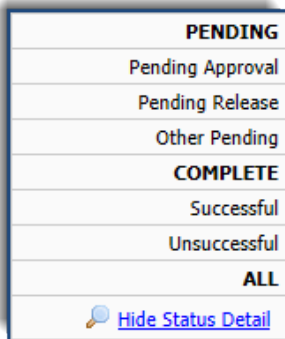 PENDING
Pending Approval
Pending Release
Other Pending
COMPLETE
Successful
Unsuccessful
ALL
Hide Status Detail